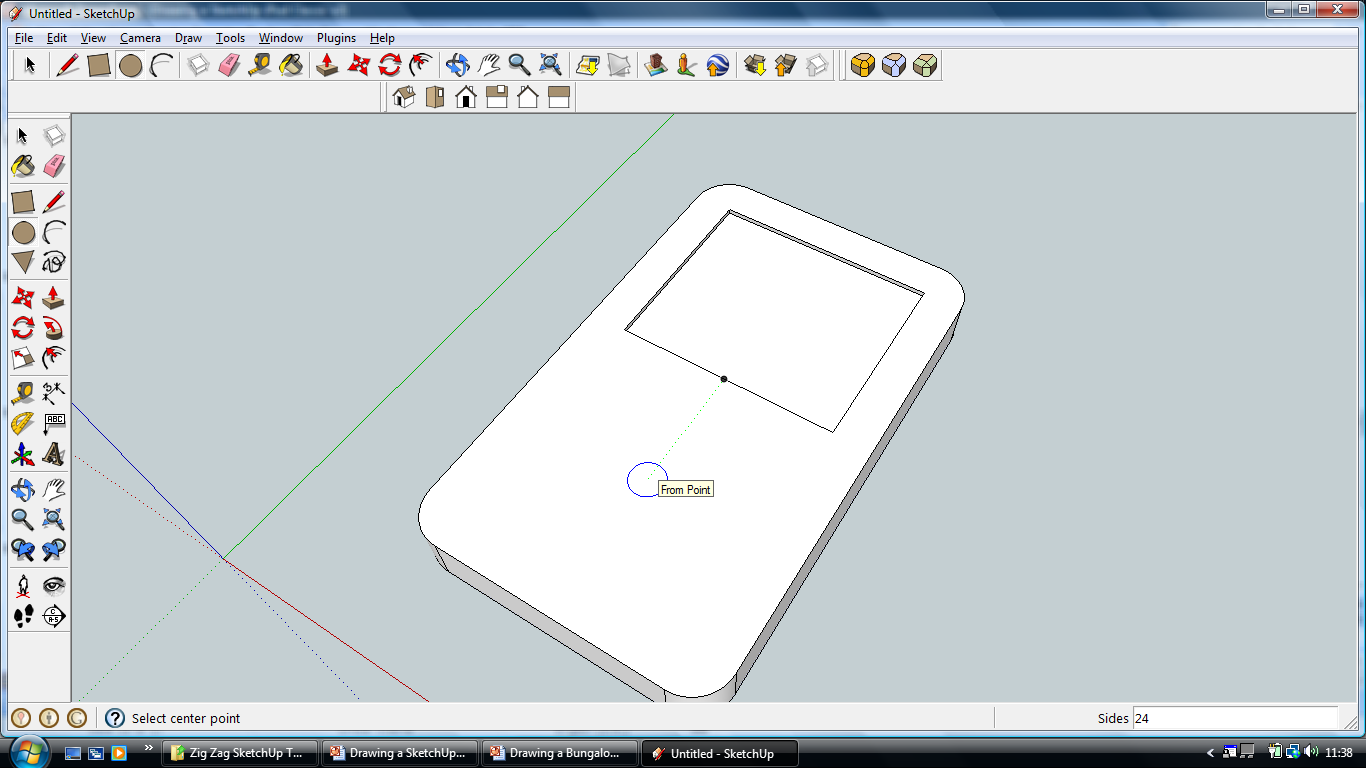 Untitled - SketchUp
File Edit View Camera Draw Tools Window Plugins Help
ABC
From Point
Select center point
Sides 24
Zig Zag SketchUp T... Drawing a SketchUp... Drawing a Bungalo... Untitled - SketchUp 11:38